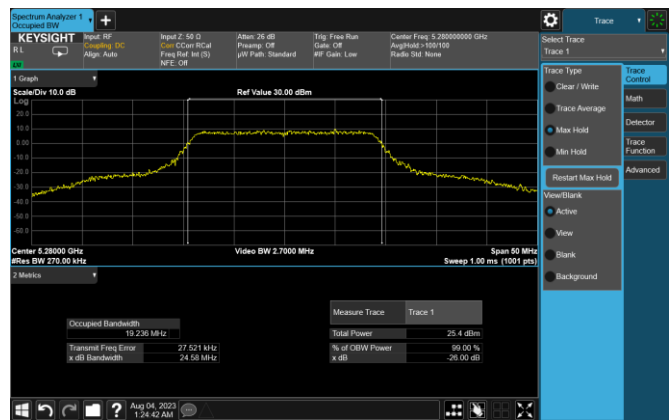 Spectrum Analyzer 1
Occupied BW
KEYSIGHT
RL
Input: RF
Coupling: DC
Align: Auto
Input Z: 50 Ω
Corr CCorr RCal
Freq Ref: Int (S)
NFE: Off
Atten: 26 dB
Preamp: Off
µW Path: Standard
Trig: Free Run
Gate: Off
#IF Gain: Low
Center Freq: 5.280000000 GHz
Avg|Hold:>100/100
Radio Std: None
1 Graph
Scale/Div 10.0 dB
Ref Value 30.00 dBm
Log
20.0
10.0
0.00
-10.0
-20.0
-30.0
-40.0
-50.0
-60.0
Center 5.28000 GHz
Video BW 2.7000 MHz
Span 50 MHz
#Res BW 270.00 kHz
Sweep 1.00 ms (1001 pts)
2 Metrics
Occupied Bandwidth
19.236 MHz
Transmit Freq Error 27.521 kHz
x dB Bandwidth 24.58 MHz
Measure Trace Trace 1
Total Power 25.4 dBm
% of OBW Power 99.00 %
x dB -26.00 dB
Aug 04, 2023
1:24:42 AM
Trace
Select Trace
Trace 1
Trace Type
Clear / Write
Trace Average
Max Hold
Min Hold
Restart Max Hold
View/Blank
Active
View
Blank
Background
Trace
Control
Math
Detector
Trace
Function
Advanced